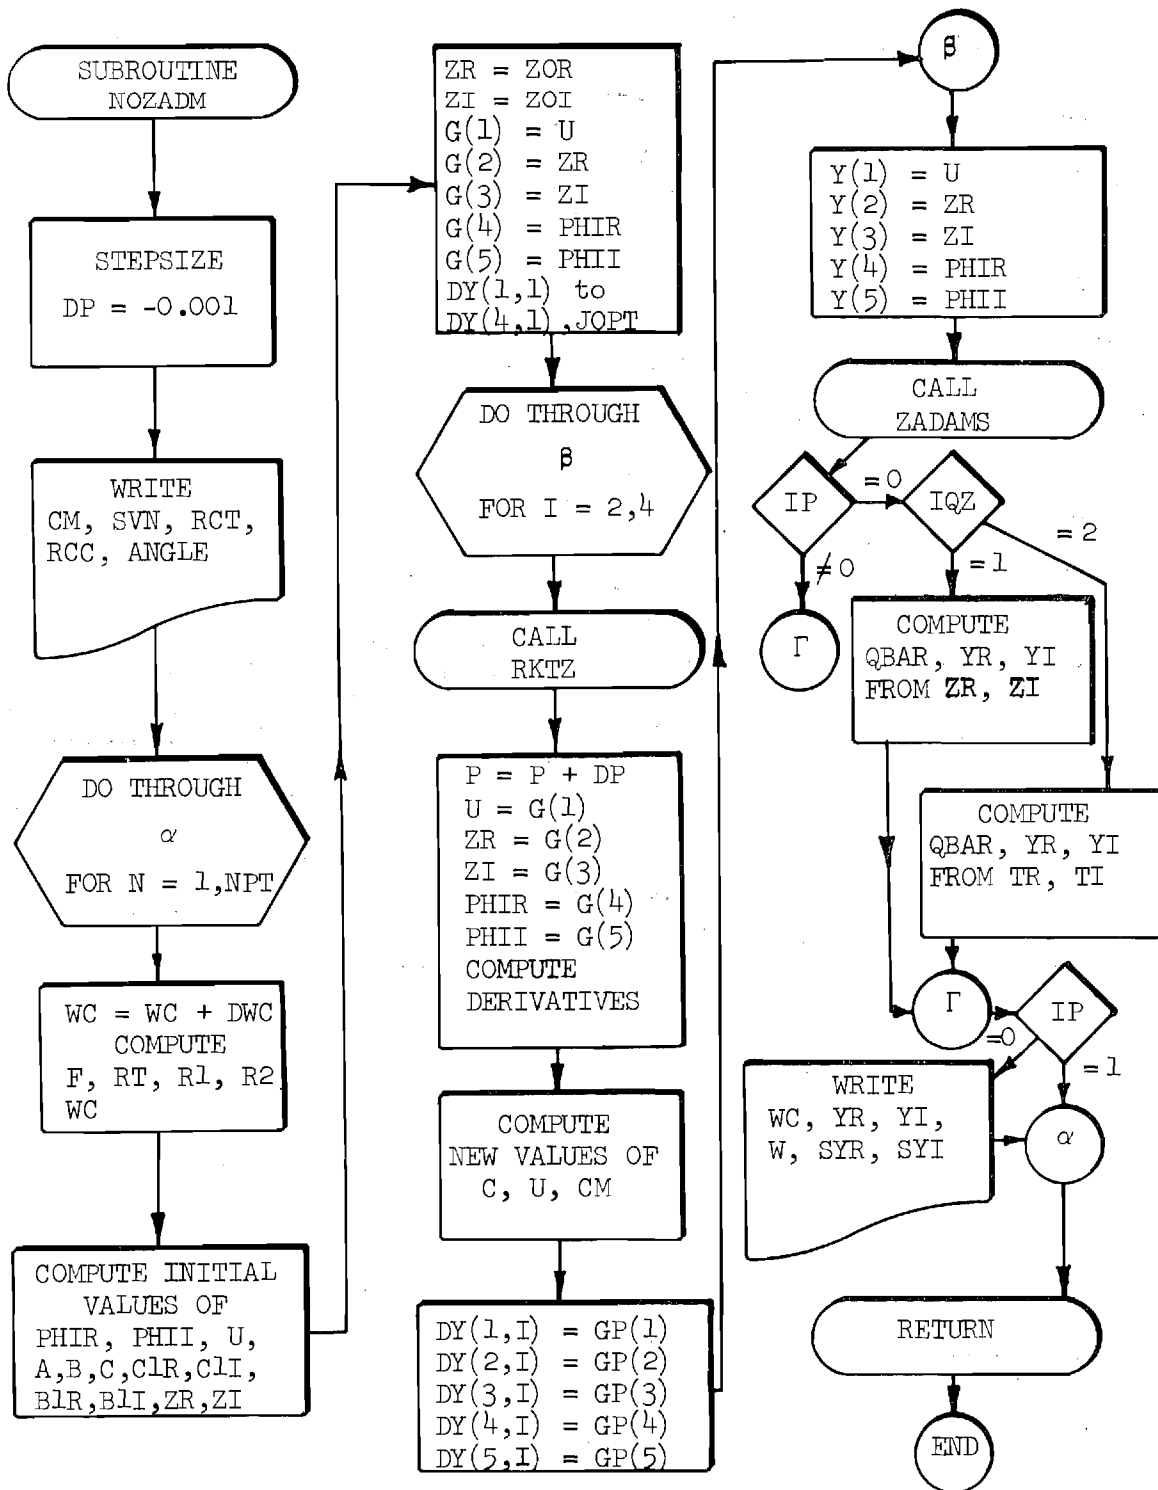 SUBROUTINE
NOZADM
STEPSIZE
DP = -0.001
WRITE
CM, SVN, RCT,
RCC, ANGLE
DO THROUGH
α
FOR N = 1,NPT
WC = WC + DWC
COMPUTE
F, RT, R1, R2
WC
COMPUTE INITIAL
VALUES OF
PHIR, PHII, U,
A,B,C,C1R,C1I,
B1R,B1I,ZR,ZI
ZR = ZOR
ZI = ZOI
G(1) = U
G(2) = ZR
G(3) = ZI
G(4) = PHIR
G(5) = PHII
DY(1,1) to
DY(4,1),JOPT
DO THROUGH
β
FOR I = 2,4
CALL
RKTZ
P = P + DP
U = G(1)
ZR = G(2)
ZI = G(3)
PHIR = G(4)
PHII = G(5)
COMPUTE
DERIVATIVES
COMPUTE
NEW VALUES OF
C, U, CM
DY(1,I) = GP(1)
DY(2,I) = GP(2)
DY(3,I) = GP(3)
DY(4,I) = GP(4)
DY(5,I) = GP(5)
β
Y(1) = U
Y(2) = ZR
Y(3) = ZI
Y(4) = PHIR
Y(5) = PHII
CALL
ZADAMS
IP
=0
IQZ
=2
≠0
=1
Γ
COMPUTE
QBAR, YR, YI
FROM ZR, ZI
COMPUTE
QBAR, YR, YI
FROM TR, TI
Γ
IP
=0
=1
WRITE
WC, YR, YI,
W, SYR, SYI
α
RETURN
END